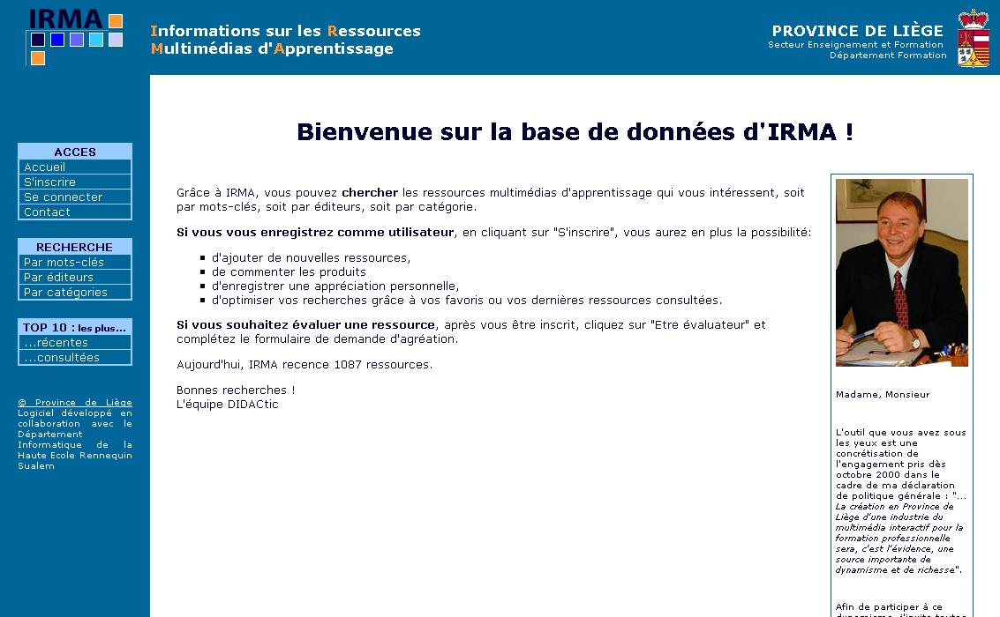 IRMA
Informations sur les Ressources
Multimédias d'Apprentissage
PROVINCE DE LIÈGE
Secteur Enseignement et Formation
Département Formation
ACCES
Accueil
S'inscrire
Se connecter
Contact
RECHERCHE
Par mots-clés
Par éditeurs
Par catégories
TOP 10 : les plus...
...récentes
...consultées
© Province de Liège
Logiciel développé en
collaboration avec le
Département
Informatique de la
Haute Ecole Rennequin
Sualem
Bienvenue sur la base de données d'IRMA !
Grâce à IRMA, vous pouvez chercher les ressources multimédias d'apprentissage qui vous intéressent, soit
par mots-clés, soit par éditeurs, soit par catégorie.
Si vous vous enregistrez comme utilisateur, en cliquant sur "S'inscrire", vous aurez en plus la possibilité:
d'ajouter de nouvelles ressources,
de commenter les produits
d'enregistrer une appréciation personnelle,
d'optimiser vos recherches grâce à vos favoris ou vos dernières ressources consultées.
Si vous souhaitez évaluer une ressource, après vous être inscrit, cliquez sur "Etre évaluateur" et
complétez le formulaire de demande d'agréation.
Aujourd'hui, IRMA recence 1087 ressources.
Bonnes recherches !
L'équipe DIDACtic
Madame, Monsieur
L'outil que vous avez sous
les yeux est une
concrétisation de
l'engagement pris dès
octobre 2000 dans le
cadre de ma déclaration
de politique générale : "...
La création en Province de
Liège d'une industrie du
multimédia interactif pour la
formation professionnelle
sera, c'est l'évidence, une
source importante de
dynamisme et de richesse".
Afin de participer à ce